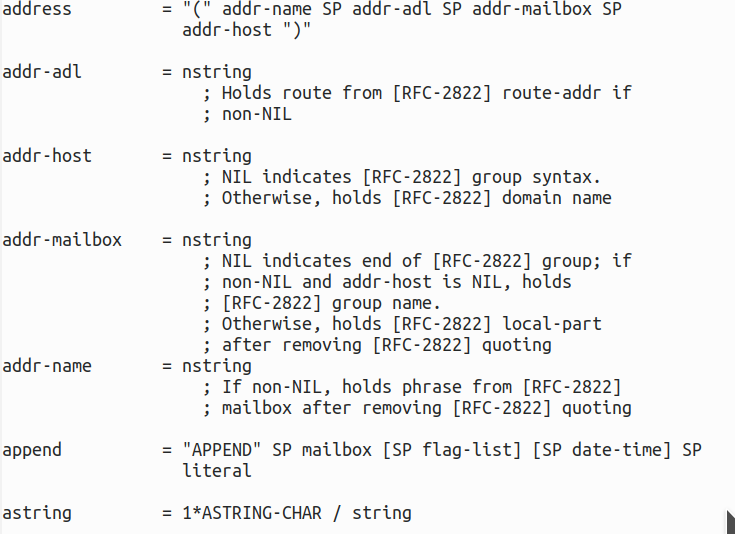 address         = "(" addr-name SP addr-adl SP addr-mailbox SP
                  addr-host ")"

addr-adl        = nstring
                    ; Holds route from [RFC-2822] route-addr if
                    ; non-NIL

addr-host       = nstring
                    ; NIL indicates [RFC-2822] group syntax.
                    ; Otherwise, holds [RFC-2822] domain name

addr-mailbox    = nstring
                    ; NIL indicates end of [RFC-2822] group; if
                    ; non-NIL and addr-host is NIL, holds
                    ; [RFC-2822] group name.
                    ; Otherwise, holds [RFC-2822] local-part
                    ; after removing [RFC-2822] quoting
addr-name       = nstring
                    ; If non-NIL, holds phrase from [RFC-2822]
                    ; mailbox after removing [RFC-2822] quoting

append          = "APPEND" SP mailbox [SP flag-list] [SP date-time] SP
                  literal

astring         = 1*ASTRING-CHAR / string